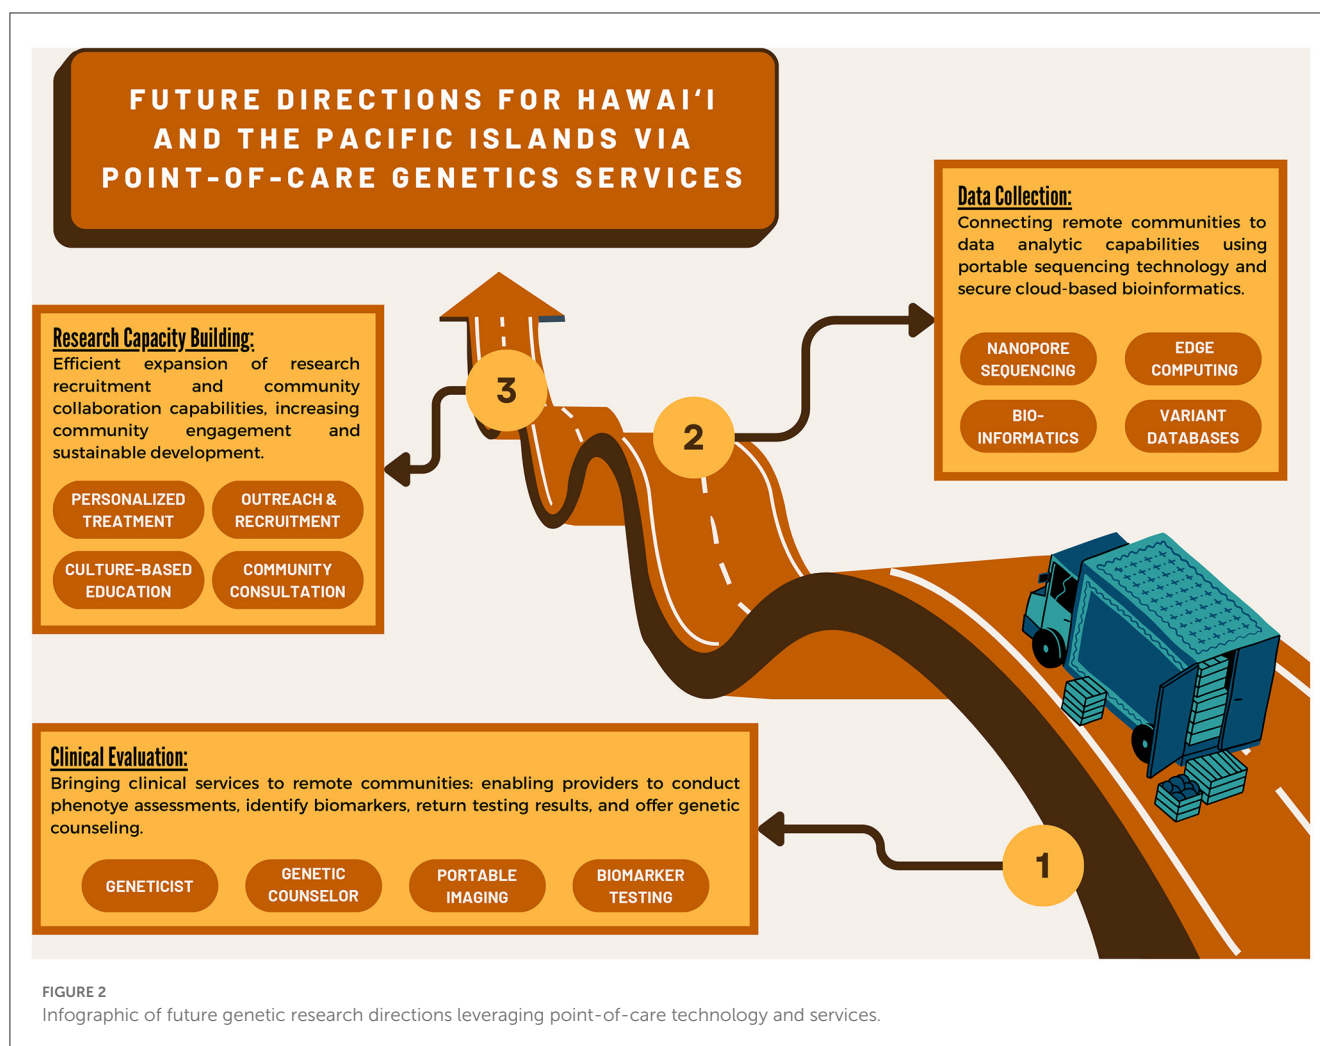 FUTURE DIRECTIONS FOR HAWAIʻI
AND THE PACIFIC ISLANDS VIA
POINT-OF-CARE GENETICS SERVICES
Data Collection:
Connecting remote communities to
data analytic capabilities using
portable sequencing technology and
secure cloud-based bioinformatics.
NANOPORE
SEQUENCING
EDGE
COMPUTING
BIO-
INFORMATICS
VARIANT
DATABASES
Research Capacity Building:
Efficient expansion of research
recruitment and community
collaboration capabilities, increasing
community engagement and
sustainable development.
PERSONALIZED
TREATMENT
OUTREACH &
RECRUITMENT
CULTURE-BASED
EDUCATION
COMMUNITY
CONSULTATION
3
2
Clinical Evaluation:
Bringing clinical services to remote communities: enabling providers to conduct
phenotye assessments, identify biomarkers, return testing results, and offer genetic
counseling.
GENETICIST
GENETIC
COUNSELOR
PORTABLE
IMAGING
BIOMARKER
TESTING
1
FIGURE 2
Infographic of future genetic research directions leveraging point-of-care technology and services.